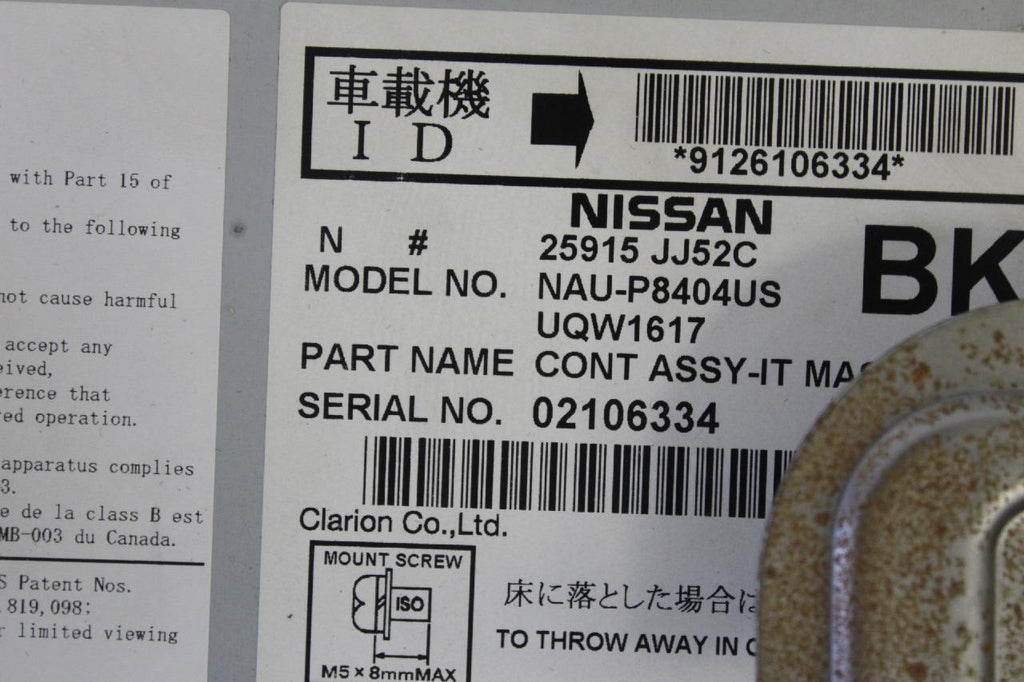 with Part 15 of
to the following
not cause harmful
accept any
that
operation.
apparatus complies
3.
de la class B est
MB-003 du Canada.
S Patent Nos.
819,098;
limited viewing
車載機
ID
*9126106334*
NISSAN
N # 25915 JJ52C
BK
MODEL NO. NAU-P8404US
UQW1617
PART NAME CONT ASSY-IT
SERIAL NO. 02106334
Clarion Co.,Ltd.
MOUNT SCREW
ISO
M5×8mmMAX
床に落とした場合は
TO THROW AWAY IN